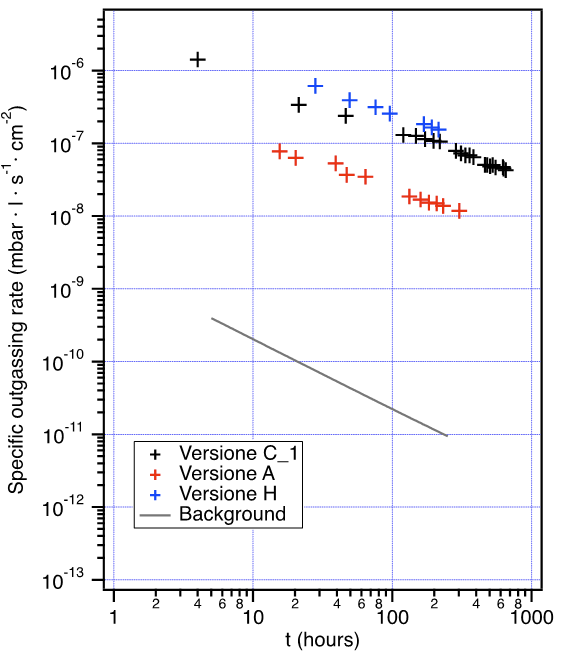 Specific outgassing rate (mbar · l · s⁻¹ · cm⁻²)
10⁻⁶
10⁻⁷
10⁻⁸
10⁻⁹
10⁻¹⁰
10⁻¹¹
10⁻¹²
10⁻¹³
Versione C_1
Versione A
Versione H
Background
1 2 4 6 8 10 2 4 6 8 100 2 4 6 8 1000
t (hours)